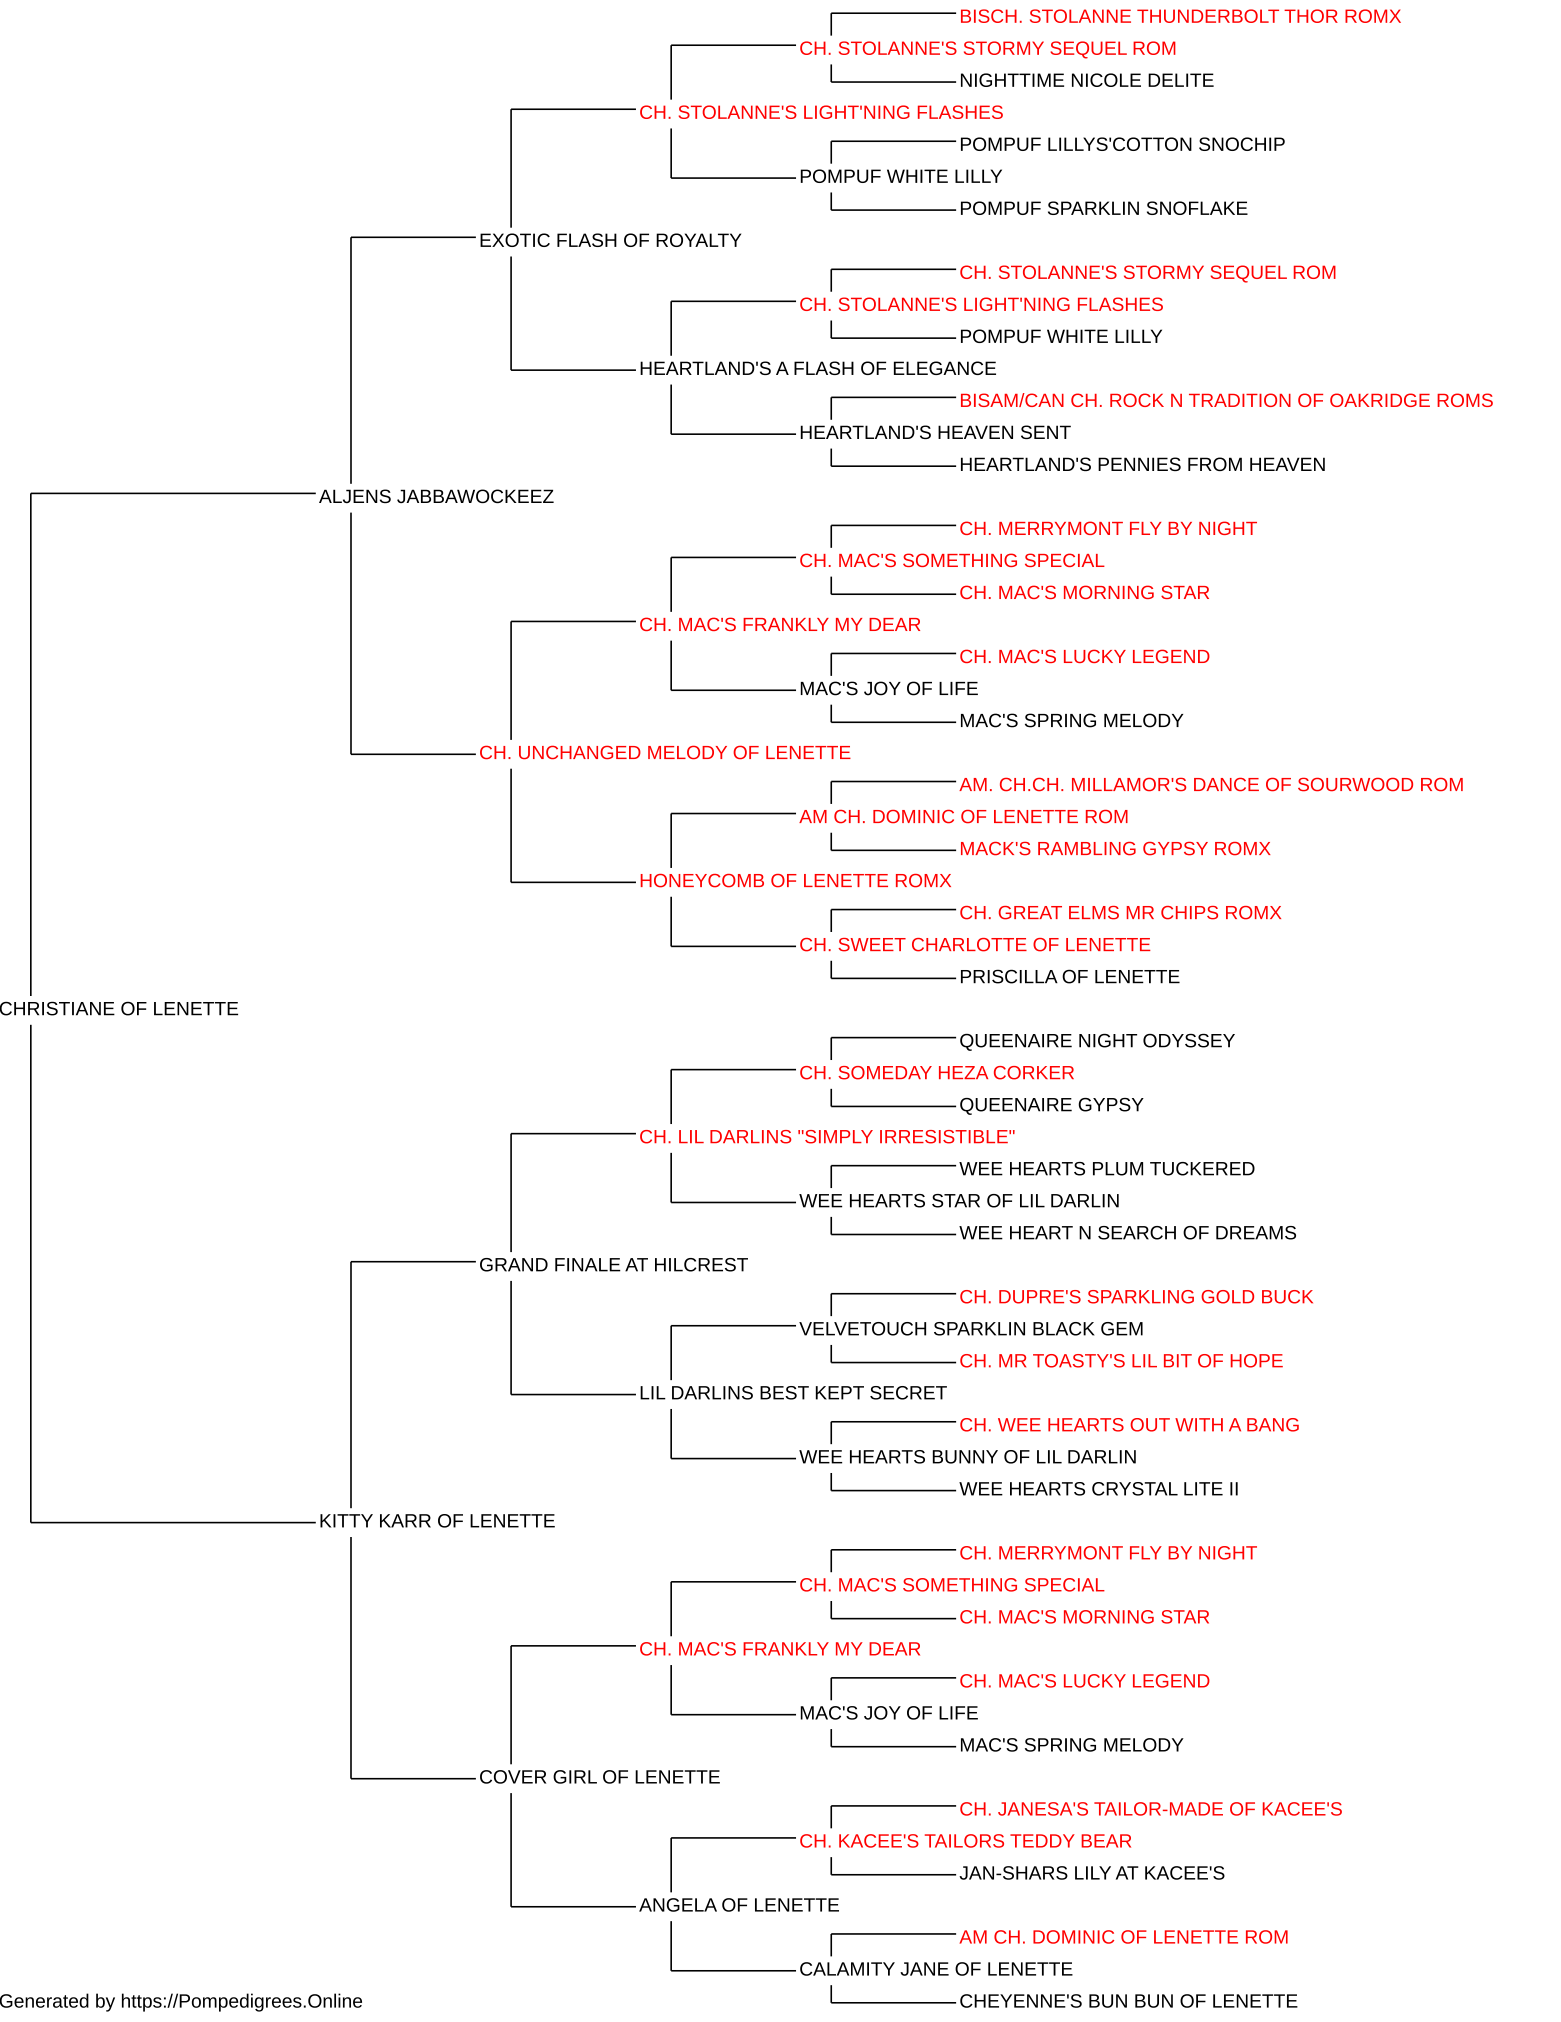 BISCH. STOLANNE THUNDERBOLT THOR ROMX
CH. STOLANNE'S STORMY SEQUEL ROM
NIGHTTIME NICOLE DELITE
CH. STOLANNE'S LIGHT'NING FLASHES
POMPUF LILLYS'COTTON SNOCHIP
POMPUF WHITE LILLY
POMPUF SPARKLIN SNOFLAKE
EXOTIC FLASH OF ROYALTY
CH. STOLANNE'S STORMY SEQUEL ROM
CH. STOLANNE'S LIGHT'NING FLASHES
POMPUF WHITE LILLY
HEARTLAND'S A FLASH OF ELEGANCE
BISAM/CAN CH. ROCK N TRADITION OF OAKRIDGE ROMS
HEARTLAND'S HEAVEN SENT
HEARTLAND'S PENNIES FROM HEAVEN
ALJENS JABBAWOCKEEZ
CH. MERRYMONT FLY BY NIGHT
CH. MAC'S SOMETHING SPECIAL
CH. MAC'S MORNING STAR
CH. MAC'S FRANKLY MY DEAR
CH. MAC'S LUCKY LEGEND
MAC'S JOY OF LIFE
MAC'S SPRING MELODY
CH. UNCHANGED MELODY OF LENETTE
AM. CH.CH. MILLAMOR'S DANCE OF SOURWOOD ROM
AM CH. DOMINIC OF LENETTE ROM
MACK'S RAMBLING GYPSY ROMX
HONEYCOMB OF LENETTE ROMX
CH. GREAT ELMS MR CHIPS ROMX
CH. SWEET CHARLOTTE OF LENETTE
PRISCILLA OF LENETTE
CHRISTIANE OF LENETTE
QUEENAIRE NIGHT ODYSSEY
CH. SOMEDAY HEZA CORKER
QUEENAIRE GYPSY
CH. LIL DARLINS "SIMPLY IRRESISTIBLE"
WEE HEARTS PLUM TUCKERED
WEE HEARTS STAR OF LIL DARLIN
WEE HEART N SEARCH OF DREAMS
GRAND FINALE AT HILCREST
CH. DUPRE'S SPARKLING GOLD BUCK
VELVETOUCH SPARKLIN BLACK GEM
CH. MR TOASTY'S LIL BIT OF HOPE
LIL DARLINS BEST KEPT SECRET
CH. WEE HEARTS OUT WITH A BANG
WEE HEARTS BUNNY OF LIL DARLIN
WEE HEARTS CRYSTAL LITE II
KITTY KARR OF LENETTE
CH. MERRYMONT FLY BY NIGHT
CH. MAC'S SOMETHING SPECIAL
CH. MAC'S MORNING STAR
CH. MAC'S FRANKLY MY DEAR
CH. MAC'S LUCKY LEGEND
MAC'S JOY OF LIFE
MAC'S SPRING MELODY
COVER GIRL OF LENETTE
CH. JANESA'S TAILOR-MADE OF KACEE'S
CH. KACEE'S TAILORS TEDDY BEAR
JAN-SHARS LILY AT KACEE'S
ANGELA OF LENETTE
AM CH. DOMINIC OF LENETTE ROM
CALAMITY JANE OF LENETTE
CHEYENNE'S BUN BUN OF LENETTE
Generated by https://Pompedigrees.Online